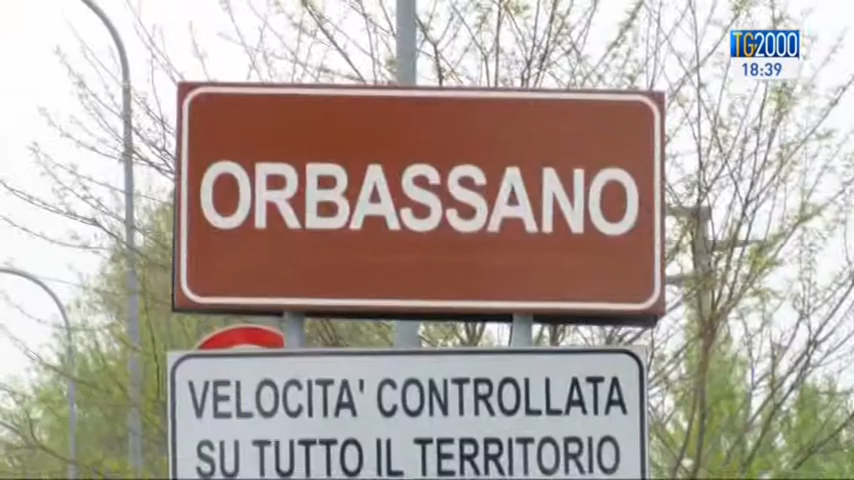 TG2000
18:39
ORBASSANO
VELOCITA' CONTROLLATA
SU TUTTO IL TERRITORIO